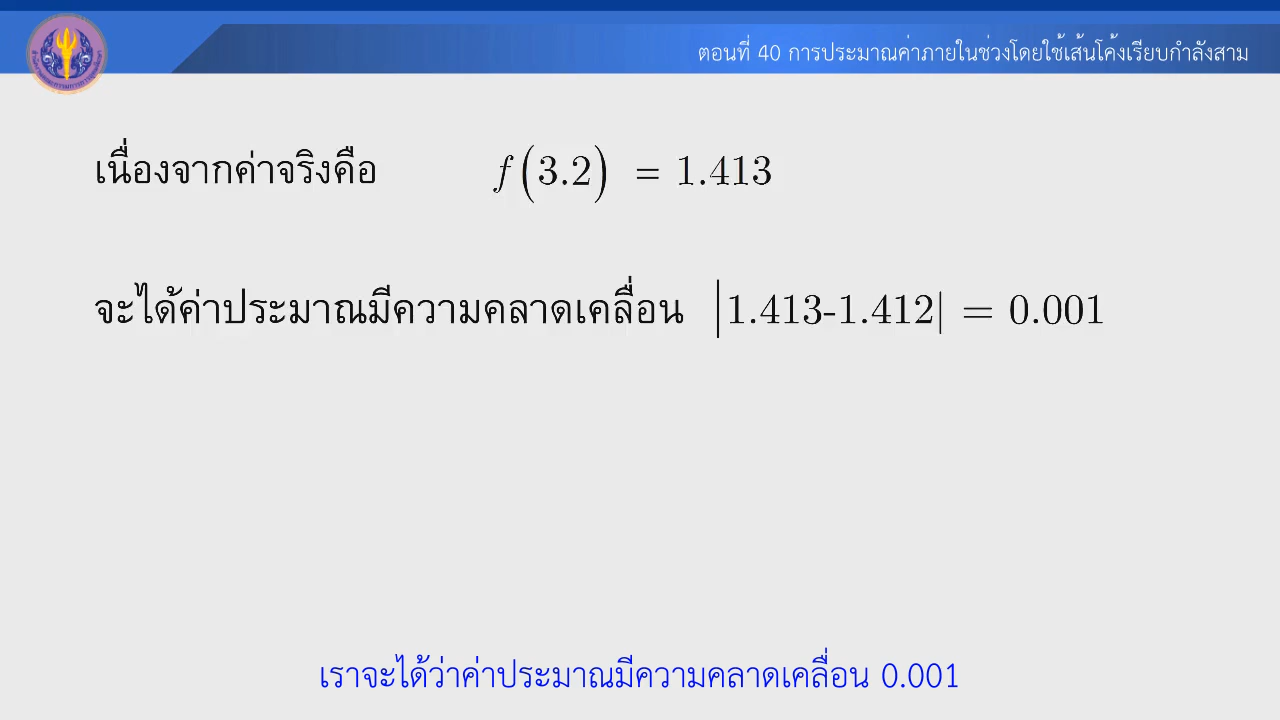 ตอนที่ 40 การประมาณค่าภายในช่วงโดยใช้เส้นโค้งเรียบกำลังสาม
เนื่องจากค่าจริงคือ f(3.2) = 1.413
จะได้ค่าประมาณมีความคลาดเคลื่อน |1.413-1.412| = 0.001
เราจะได้ว่าค่าประมาณมีความคลาดเคลื่อน 0.001